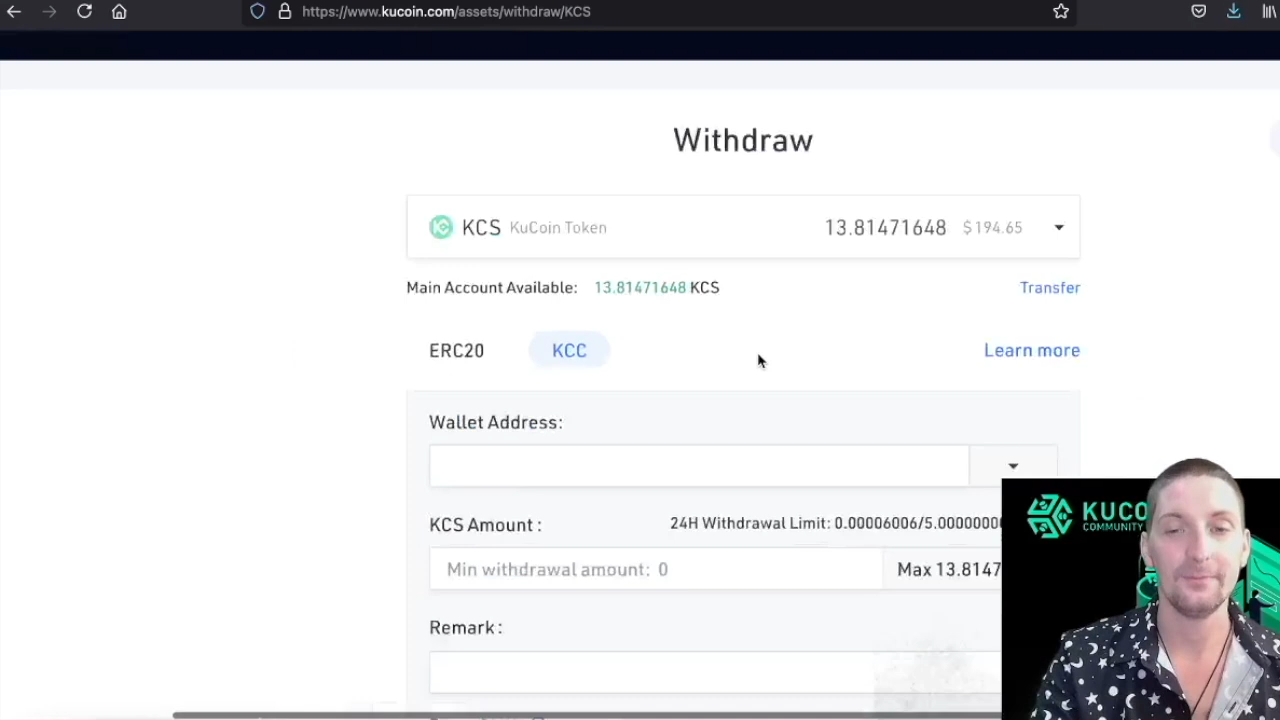 https://www.kucoin.com/assets/withdraw/KCS
Withdraw
KCS KuCoin Token 13.81471648 $194.65
Main Account Available: 13.81471648 KCS Transfer
ERC20 KCC Learn more
Wallet Address:
KCS Amount : 24H Withdrawal Limit: 0.00006006/5.0000000
Min withdrawal amount: 0 Max 13.8147
KUCO
COMMUNITY
Remark :